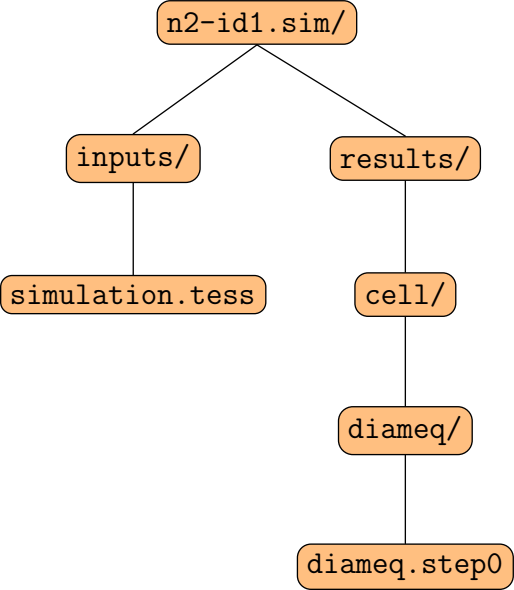 n2-id1.sim/
inputs/
results/
simulation.tess
cell/
diameq/
diameq.step0